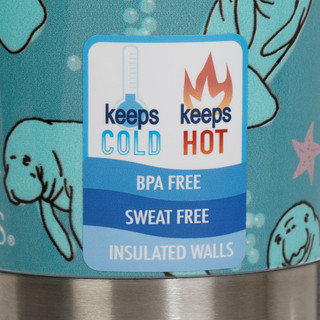 keeps keeps
COLD HOT
BPA FREE
SWEAT FREE
INSULATED WALLS